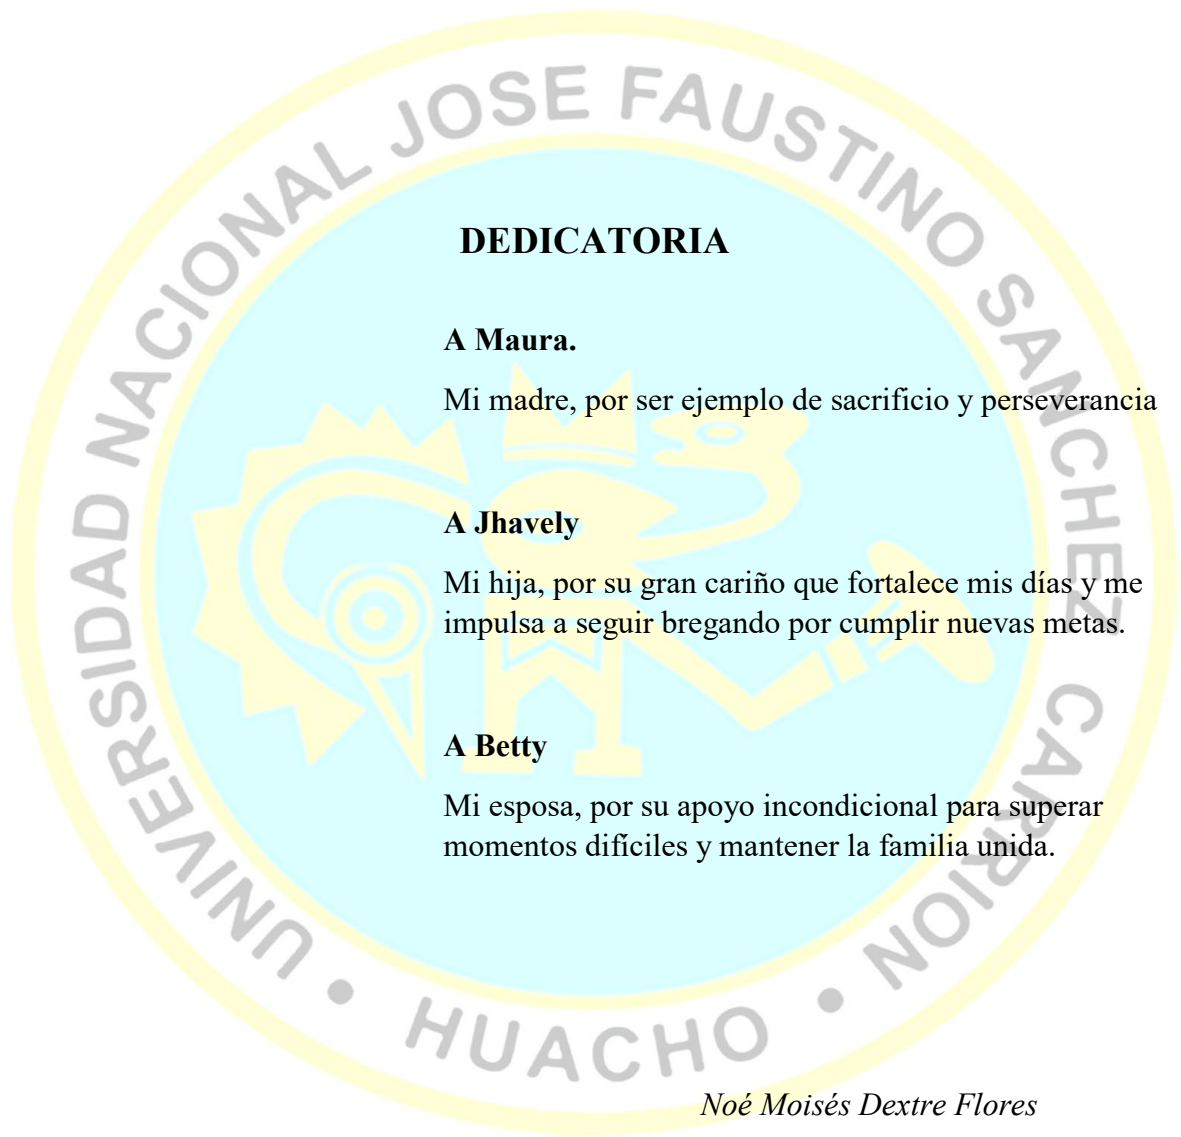 UNIVERSIDAD NACIONAL JOSE FAUSTINO SANCHEZ CARRION
• HUACHO •
DEDICATORIA
A Maura.
Mi madre, por ser ejemplo de sacrificio y perseverancia
A Jhavely
Mi hija, por su gran cariño que fortalece mis días y me
impulsa a seguir bregando por cumplir nuevas metas.
A Betty
Mi esposa, por su apoyo incondicional para superar
momentos difíciles y mantener la familia unida.
Noé Moisés Dextre Flores